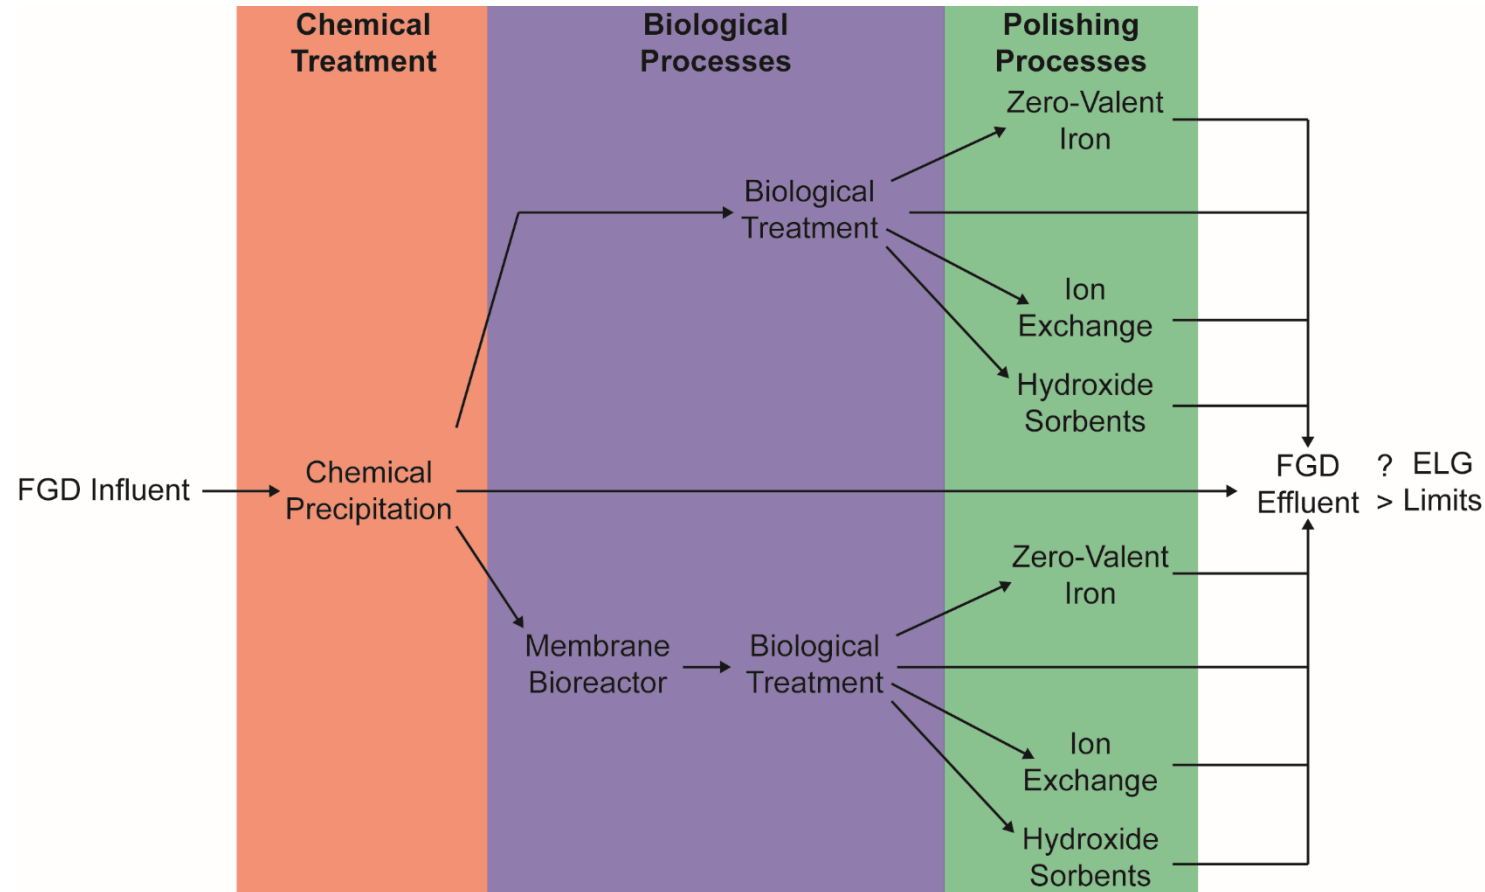 Chemical
Treatment
Biological
Processes
Polishing
Processes
Zero-Valent
Iron
Biological
Treatment
Ion
Exchange
Hydroxide
Sorbents
FGD Influent
Chemical
Precipitation
FGD ? ELG
Effluent > Limits
Zero-Valent
Iron
Membrane
Bioreactor
Biological
Treatment
Ion
Exchange
Hydroxide
Sorbents